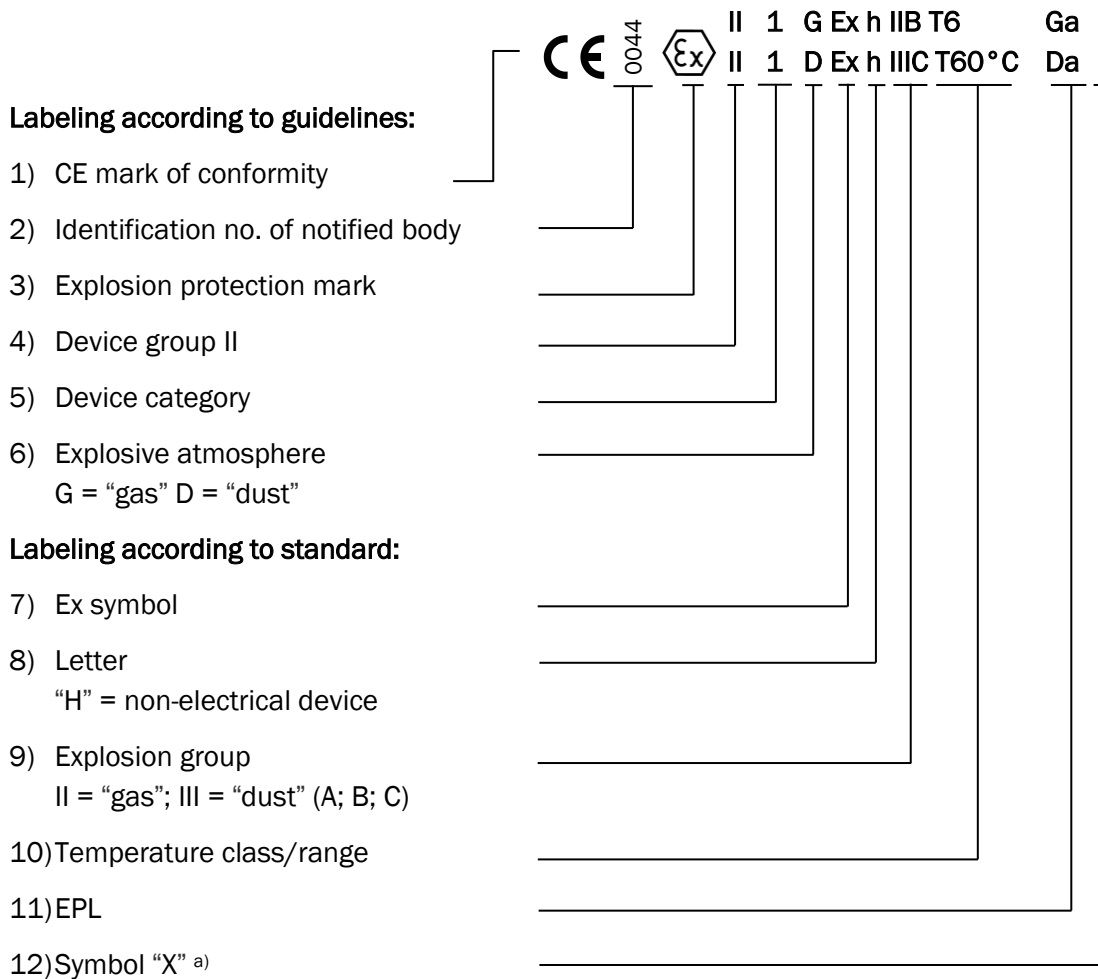 CE 0044 Ex II 1 G Ex h IIB T6 Ga
II 1 D Ex h IIIC T60°C Da
Labeling according to guidelines:
1) CE mark of conformity
2) Identification no. of notified body
3) Explosion protection mark
4) Device group II
5) Device category
6) Explosive atmosphere
G = “gas” D = “dust”
Labeling according to standard:
7) Ex symbol
8) Letter
“H” = non-electrical device
9) Explosion group
II = “gas”; III = “dust” (A; B; C)
10) Temperature class/range
11) EPL
12) Symbol “X” a)